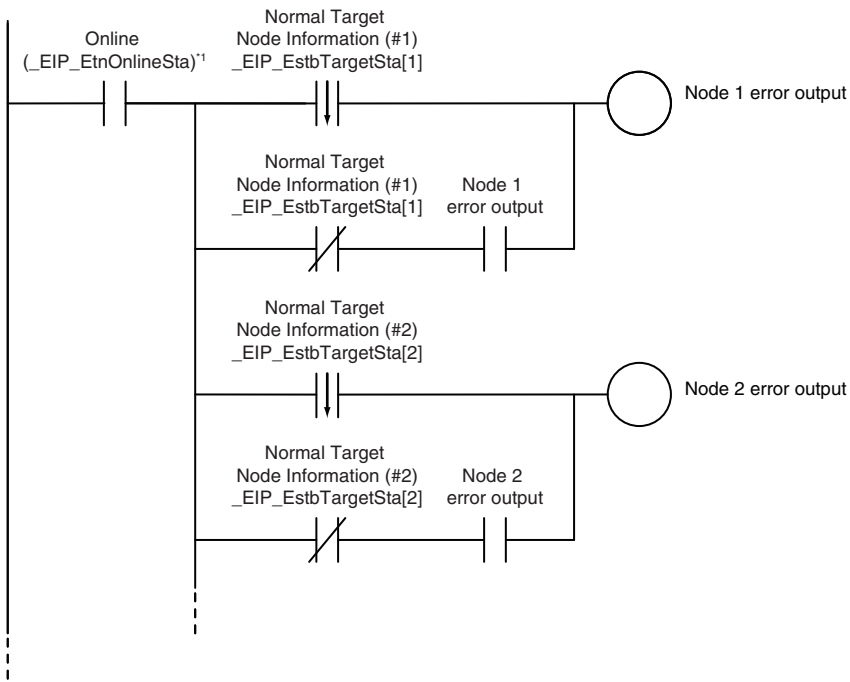 Online
(_EIP_EtnOnlineSta)*1
Normal Target
Node Information (#1)
_EIP_EstbTargetSta[1]
Node 1 error output
Normal Target
Node Information (#1)
_EIP_EstbTargetSta[1]
Node 1
error output
Normal Target
Node Information (#2)
_EIP_EstbTargetSta[2]
Node 2 error output
Normal Target
Node Information (#2)
_EIP_EstbTargetSta[2]
Node 2
error output